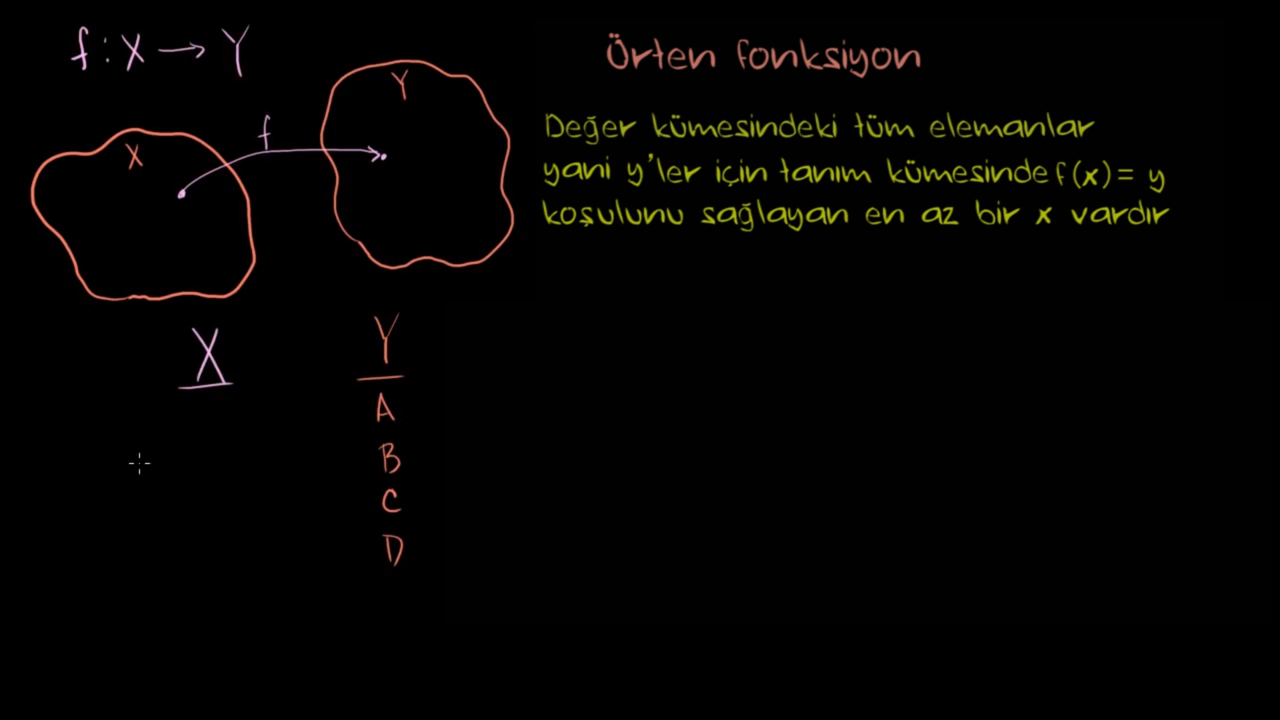 f : X → Y
Örten fonksiyon
Değer kümesindeki tüm elemanlar
yani y'ler için tanım kümesinde f(x) = y
koşulunu sağlayan en az bir x vardır
X
f
Y
X
Y
A
B
C
D